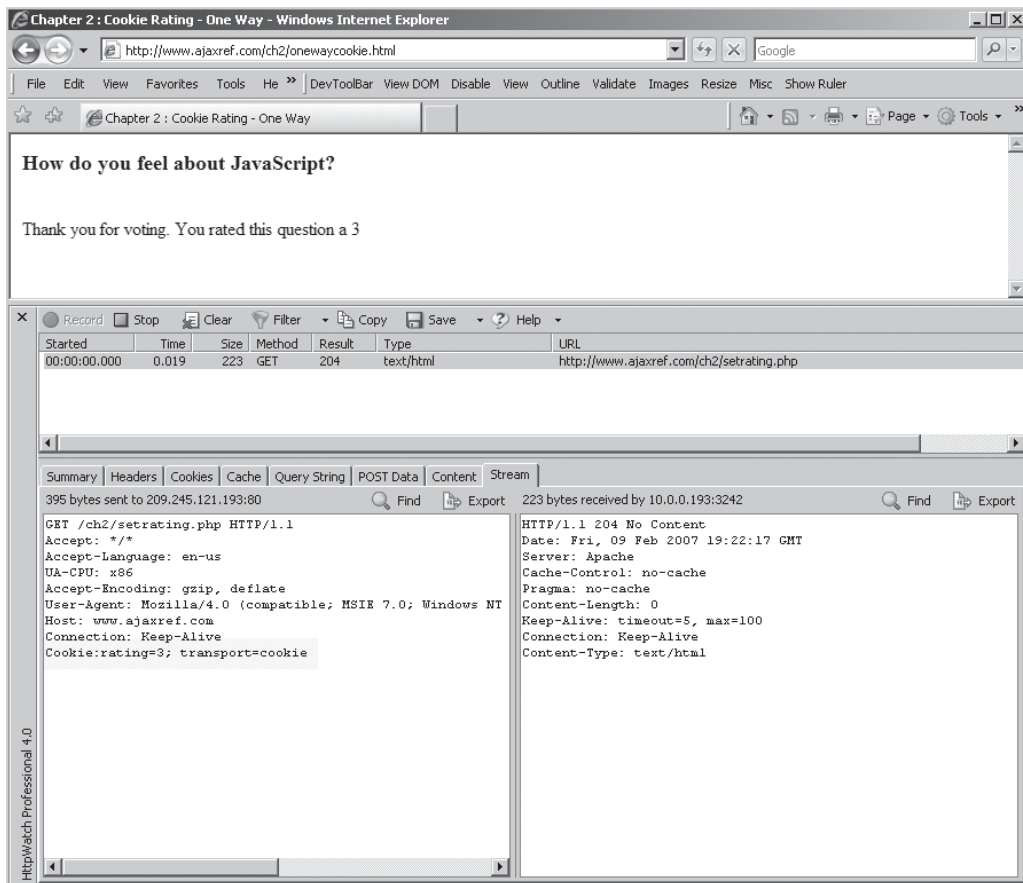 Chapter 2 : Cookie Rating - One Way - Windows Internet Explorer
http://www.ajaxref.com/ch2/onewaycookie.html
Google
File Edit View Favorites Tools He » DevToolBar View DOM Disable View Outline Validate Images Resize Misc Show Ruler
Chapter 2 : Cookie Rating - One Way
Page Tools »
How do you feel about JavaScript?
Thank you for voting. You rated this question a 3
Record Stop Clear Filter Copy Save Help
Started Time Size Method Result Type URL
00:00:00.000 0.019 223 GET 204 text/html http://www.ajaxref.com/ch2/setrating.php
Summary Headers Cookies Cache Query String POST Data Content Stream
395 bytes sent to 209.245.121.193:80
Find Export
GET /ch2/setrating.php HTTP/1.1
Accept: */*
Accept-Language: en-us
UA-CPU: x86
Accept-Encoding: gzip, deflate
User-Agent: Mozilla/4.0 (compatible; MSIE 7.0; Windows NT
Host: www.ajaxref.com
Connection: Keep-Alive
Cookie:rating=3; transport=cookie
223 bytes received by 10.0.0.193:3242
Find Export
HTTP/1.1 204 No Content
Date: Fri, 09 Feb 2007 19:22:17 GMT
Server: Apache
Cache-Control: no-cache
Pragma: no-cache
Content-Length: 0
Keep-Alive: timeout=5, max=100
Connection: Keep-Alive
Content-Type: text/html
HttpWatch Professional 4.0